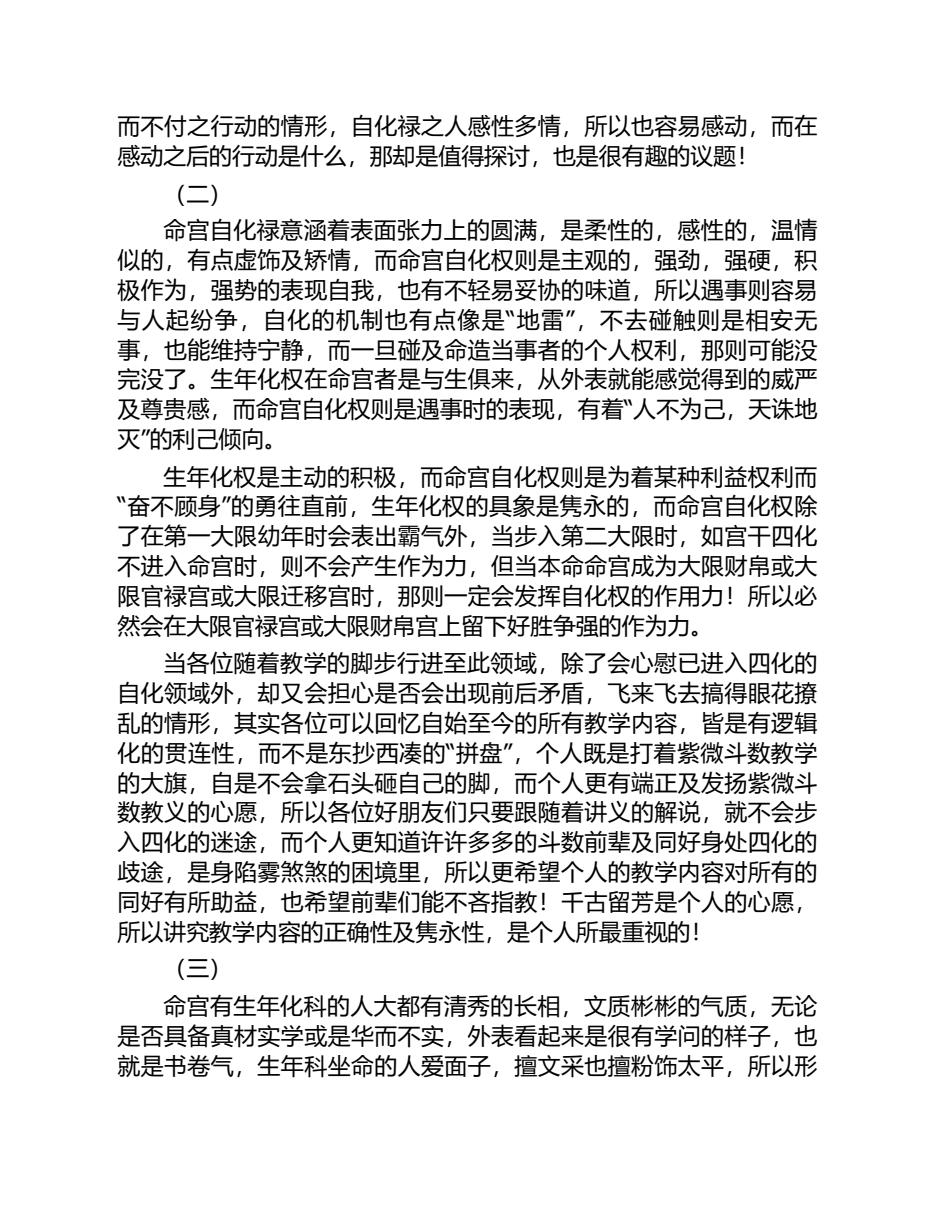 而不付之行动的情形，自化禄之人感性多情，所以也容易感动，而在
感动之后的行动是什么，那却是值得探讨，也是很有趣的议题！
（二）
命宫自化禄意涵着表面张力上的圆满，是柔性的，感性的，温情
似的，有点虚饰及矫情，而命宫自化权则是主观的，强劲，强硬，积
极作为，强势的表现自我，也有不轻易妥协的味道，所以遇事则容易
与人起纷争，自化的机制也有点像是“地雷”，不去碰触则是相安无
事，也能维持宁静，而一旦碰及命造当事者的个人权利，那则可能没
完没了。生年化权在命宫者是与生俱来，从外表就能感觉得到的威严
及尊贵感，而命宫自化权则是遇事时的表现，有着“人不为己，天诛地
灭”的利己倾向。
生年化权是主动的积极，而命宫自化权则是为着某种利益权利而
“奋不顾身”的勇往直前，生年化权的具象是隽永的，而命宫自化权除
了在第一大限幼年时会表出霸气外，当步入第二大限时，如宫干四化
不进入命宫时，则不会产生作为力，但当本命命宫成为大限财帛或大
限官禄宫或大限迁移宫时，那则一定会发挥自化权的作用力！所以必
然会在大限官禄宫或大限财帛宫上留下好胜争强的作为力。
当各位随着教学的脚步行进至此领域，除了会心慰已进入四化的
自化领域外，却又会担心是否会出现前后矛盾，飞来飞去搞得眼花撩
乱的情形，其实各位可以回忆自始至今的所有教学内容，皆是有逻辑
化的贯连性，而不是东抄西凑的“拼盘”，个人既是打着紫微斗数教学
的大旗，自是不会拿石头砸自己的脚，而个人更有端正及发扬紫微斗
数教义的心愿，所以各位好朋友们只要跟随着讲义的解说，就不会步
入四化的迷途，而个人更知道许许多多的斗数前辈及同好身处四化的
歧途，是身陷雾煞煞的困境里，所以更希望个人的教学内容对所有的
同好有所助益，也希望前辈们能不吝指教！千古留芳是个人的心愿，
所以讲究教学内容的正确性及隽永性，是个人所最重视的！
（三）
命宫有生年化科的人大都有清秀的长相，文质彬彬的气质，无论
是否具备真材实学或是华而不实，外表看起来是很有学问的样子，也
就是书卷气，生年科坐命的人爱面子，擅文采也擅粉饰太平，所以形